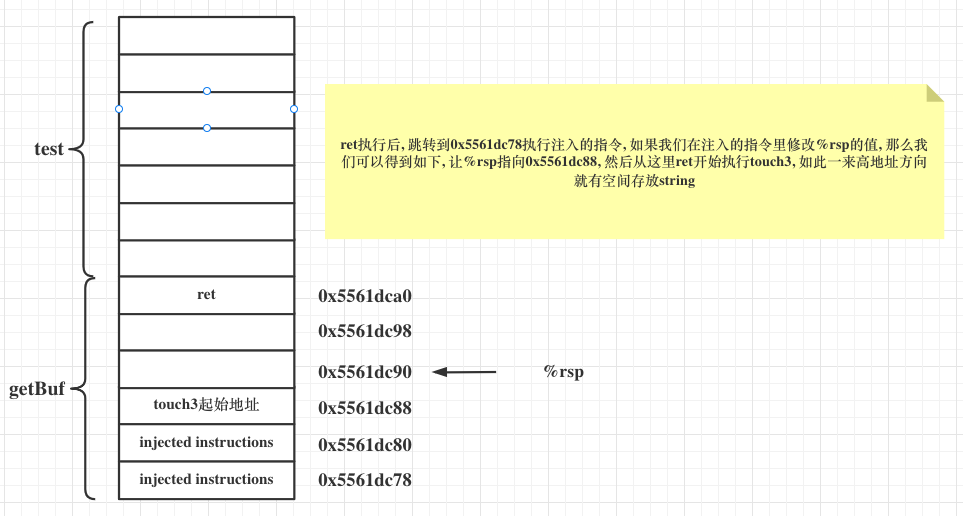 ret执行后, 跳转到0x5561dc78执行注入的指令, 如果我们在注入的指令里修改%rsp的值, 那么我
们可以得到如下, 让%rsp指向0x5561dc88, 然后从这里ret开始执行touch3, 如此一来高地址方向
就有空间存放string
test
ret 0x5561dca0
0x5561dc98
0x5561dc90 %rsp
getBuf
touch3起始地址 0x5561dc88
injected instructions 0x5561dc80
injected instructions 0x5561dc78